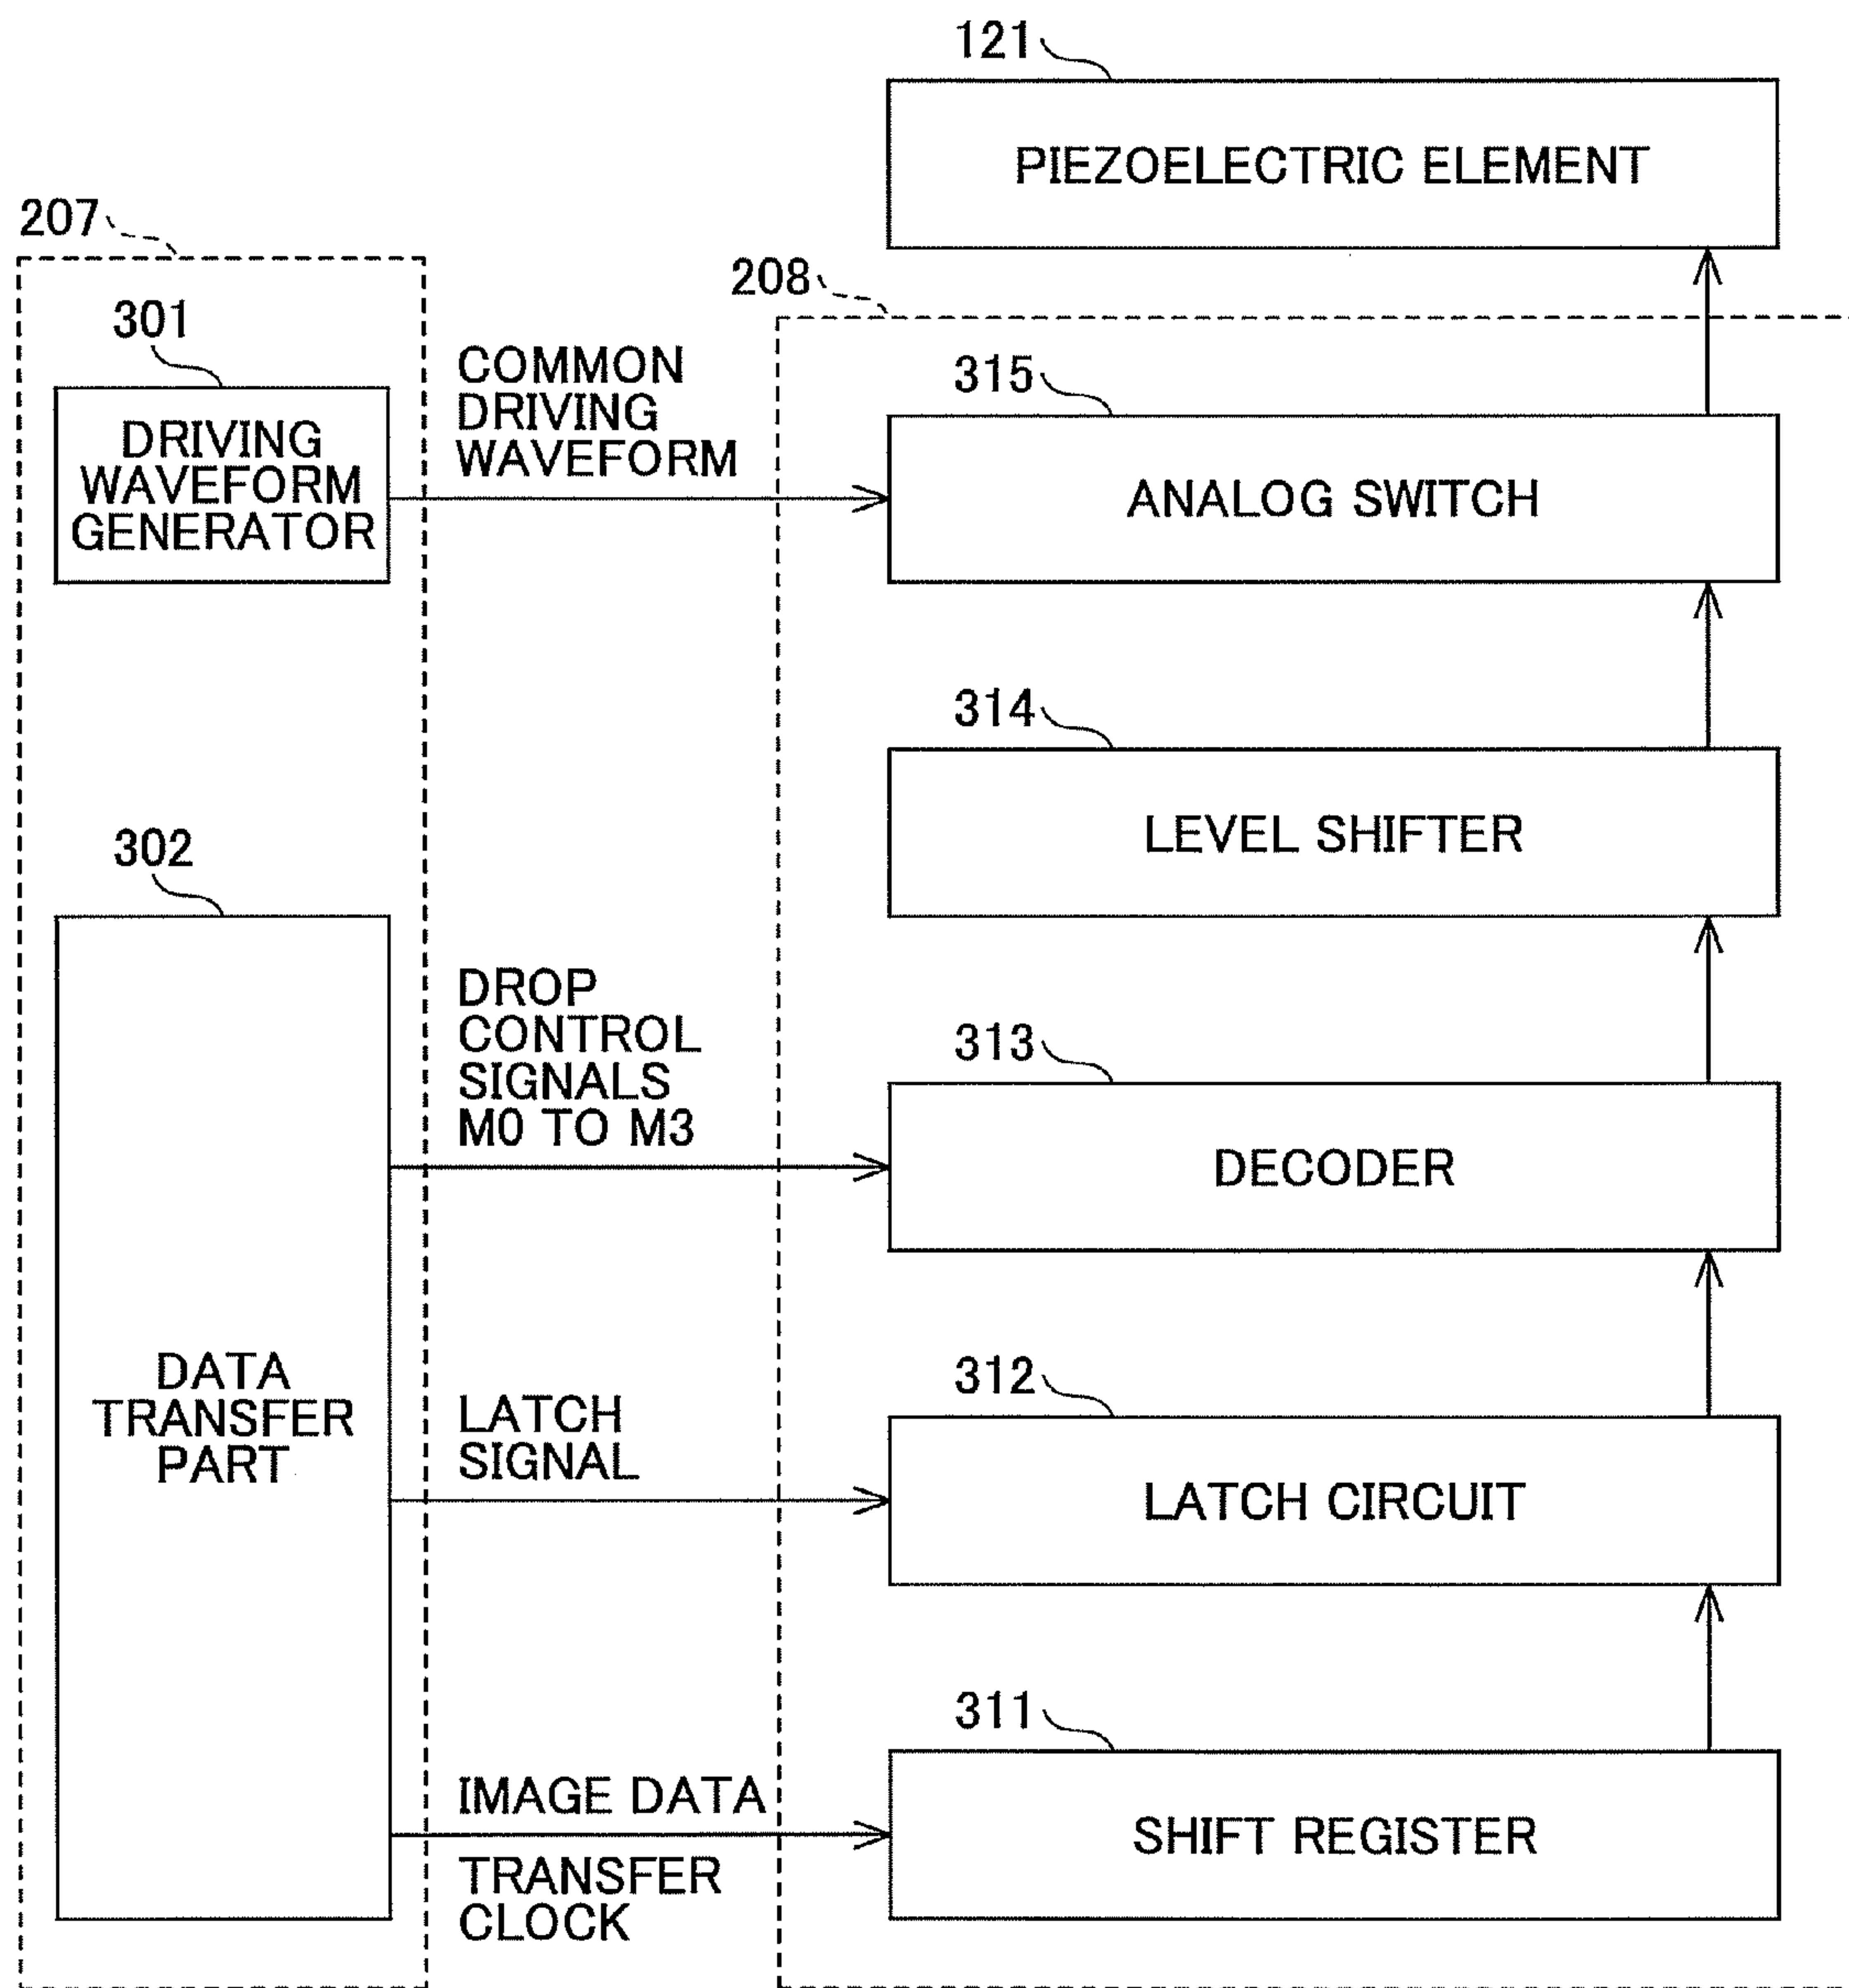 121
PIEZOELECTRIC ELEMENT
207
208
301
DRIVING
WAVEFORM
GENERATOR
COMMON
DRIVING
WAVEFORM
315
ANALOG SWITCH
314
LEVEL SHIFTER
302
DATA
TRANSFER
PART
DROP
CONTROL
SIGNALS
M0 TO M3
313
DECODER
LATCH
SIGNAL
312
LATCH CIRCUIT
311
IMAGE DATA
TRANSFER
CLOCK
SHIFT REGISTER